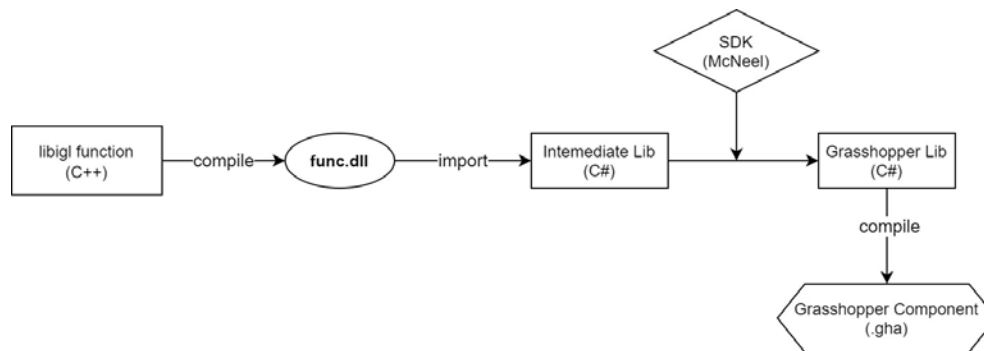 SDK
(McNeel)
libigl function
(C++)
compile
func.dll
import
Intemediate Lib
(C#)
Grasshopper Lib
(C#)
compile
Grasshopper Component
(.gha)